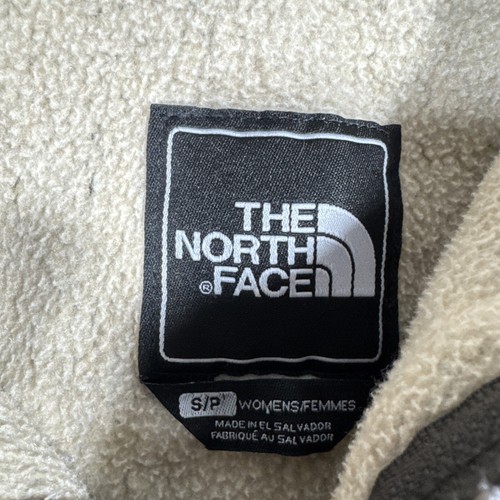 THE
NORTH
® FACE
S/P WOMENS/FEMMES
MADE IN EL SALVADOR
FABRIQUÉ AU SALVADOR